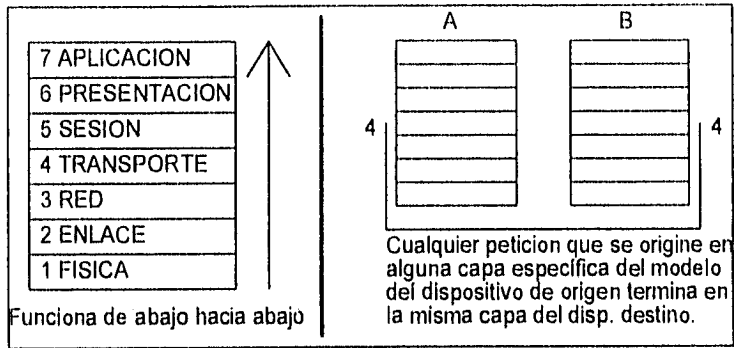 7 APLICACION
6 PRESENTACION
5 SESION
4 TRANSPORTE
3 RED
2 ENLACE
1 FISICA
Funciona de abajo hacia abajo
A B
4 4
Cualquier peticion que se origine en
alguna capa específica del modelo
del dispositivo de origen termina en
la misma capa del disp. destino.